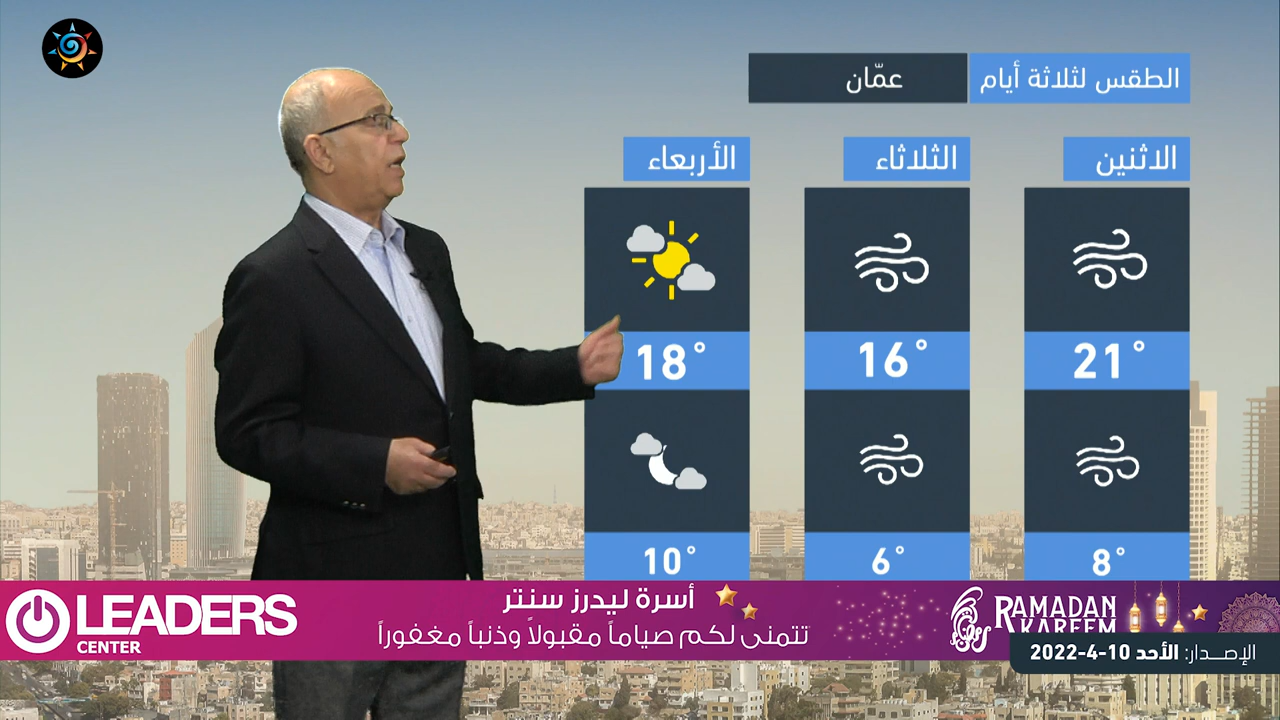 الطقس لثلاثة أيام
عمّان
الاثنين
الثلاثاء
الأربعاء
21°
16°
18°
8°
6°
10°
LEADERS
CENTER
أسرة ليدرز سنتر
تتمنى لكم صياماً مقبولاً وذنباً مغفوراً
RAMADAN
KAREEM
الإصـــدار: الأحد 10-4-2022